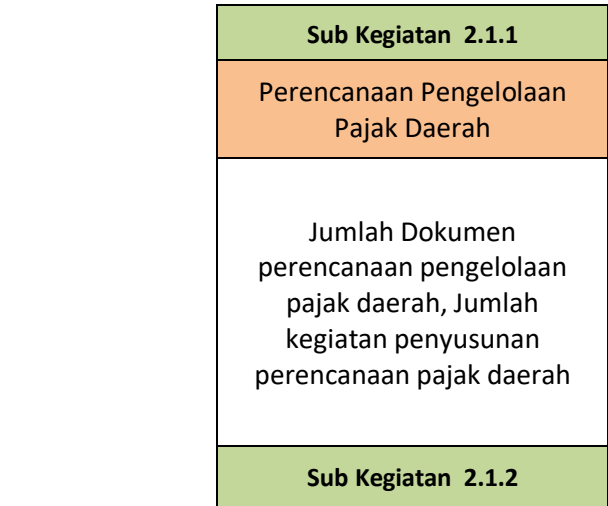 Sub Kegiatan  2.1.1
Perencanaan Pengelolaan
Pajak Daerah
Jumlah Dokumen
perencanaan pengelolaan
pajak daerah, Jumlah
kegiatan penyusunan
perencanaan pajak daerah
Sub Kegiatan  2.1.2